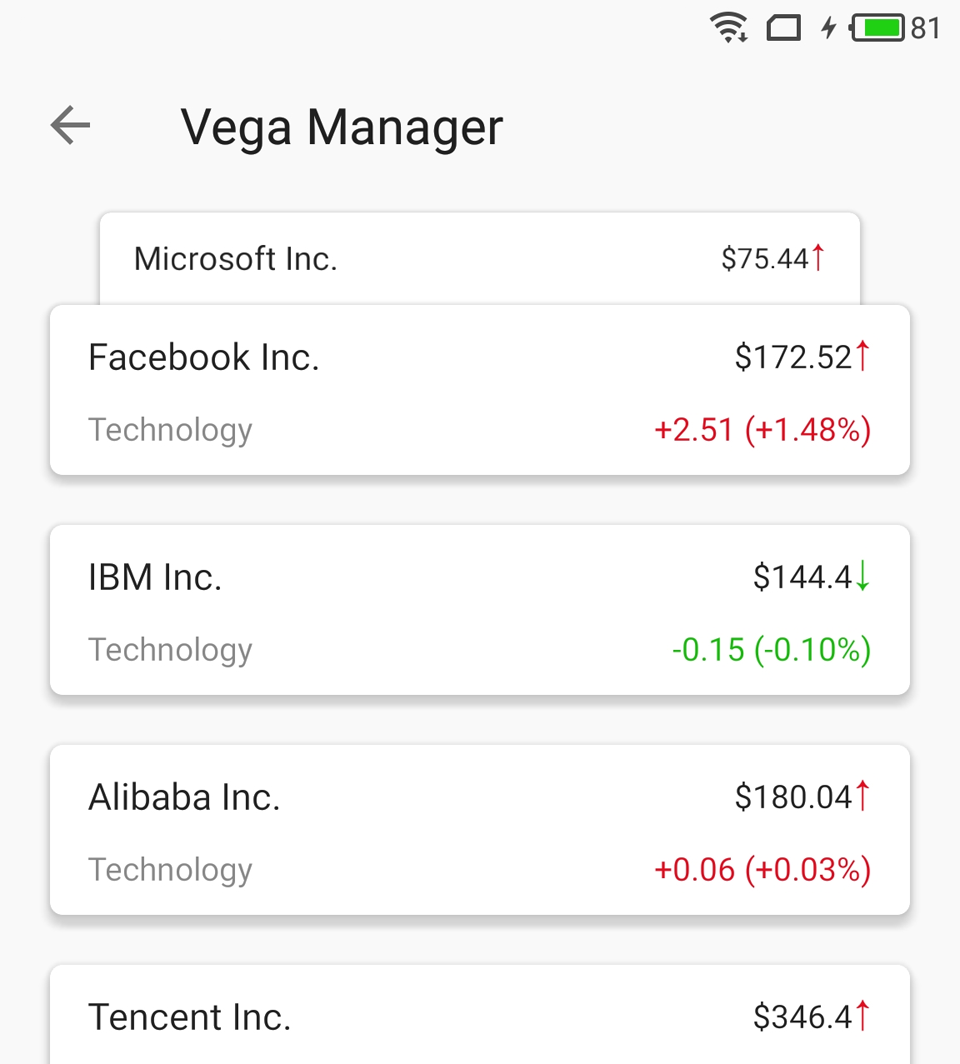 81
Vega Manager
Microsoft Inc. $75.44↑
Facebook Inc. $172.52↑
Technology +2.51 (+1.48%)
IBM Inc. $144.4↓
Technology -0.15 (-0.10%)
Alibaba Inc. $180.04↑
Technology +0.06 (+0.03%)
Tencent Inc. $346.4↑